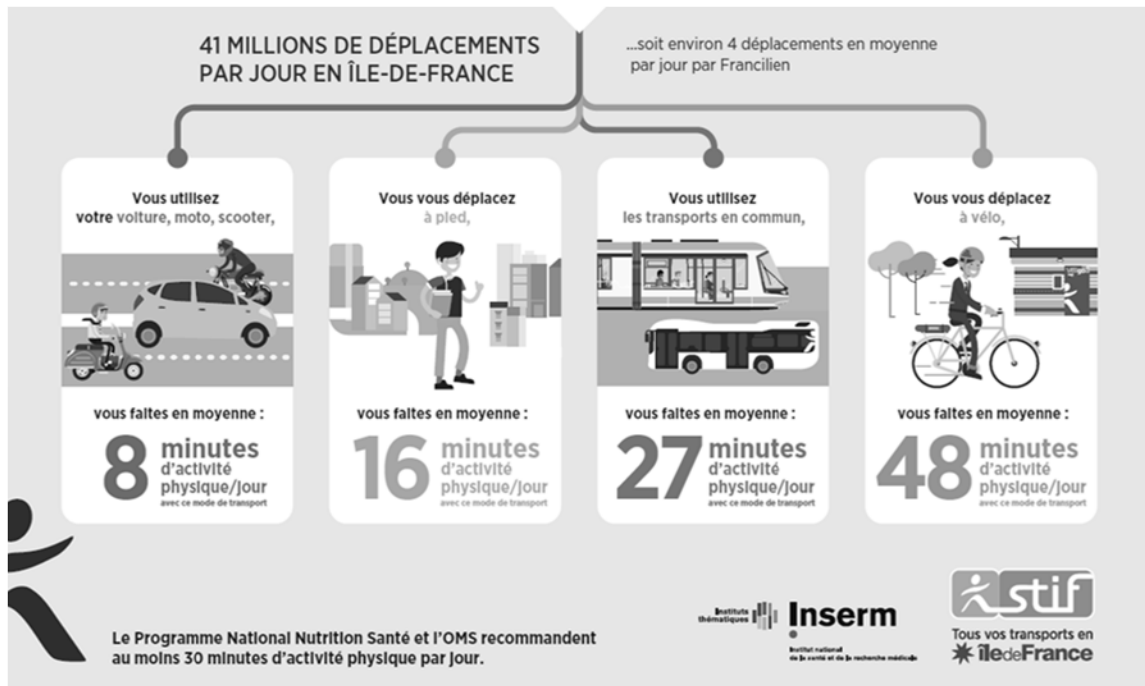 41 MILLIONS DE DÉPLACEMENTS
PAR JOUR EN ÎLE-DE-FRANCE
...soit environ 4 déplacements en moyenne
par jour par Francilien
Vous utilisez
votre voiture, moto, scooter,
vous faites en moyenne :
8 minutes
d'activité
physique/jour
avec ce mode de transport
Vous vous déplacez
à pied,
vous faites en moyenne :
16 minutes
d'activité
physique/jour
avec ce mode de transport
Vous utilisez
les transports en commun,
vous faites en moyenne :
27 minutes
d'activité
physique/jour
avec ce mode de transport
Vous vous déplacez
à vélo,
vous faites en moyenne :
48 minutes
d'activité
physique/jour
avec ce mode de transport
Le Programme National Nutrition Santé et l'OMS recommandent
au moins 30 minutes d'activité physique par jour.
Instituts
thématiques
Inserm
Institut national
de la santé et de la recherche médicale
stif
Tous vos transports en
îledeFrance